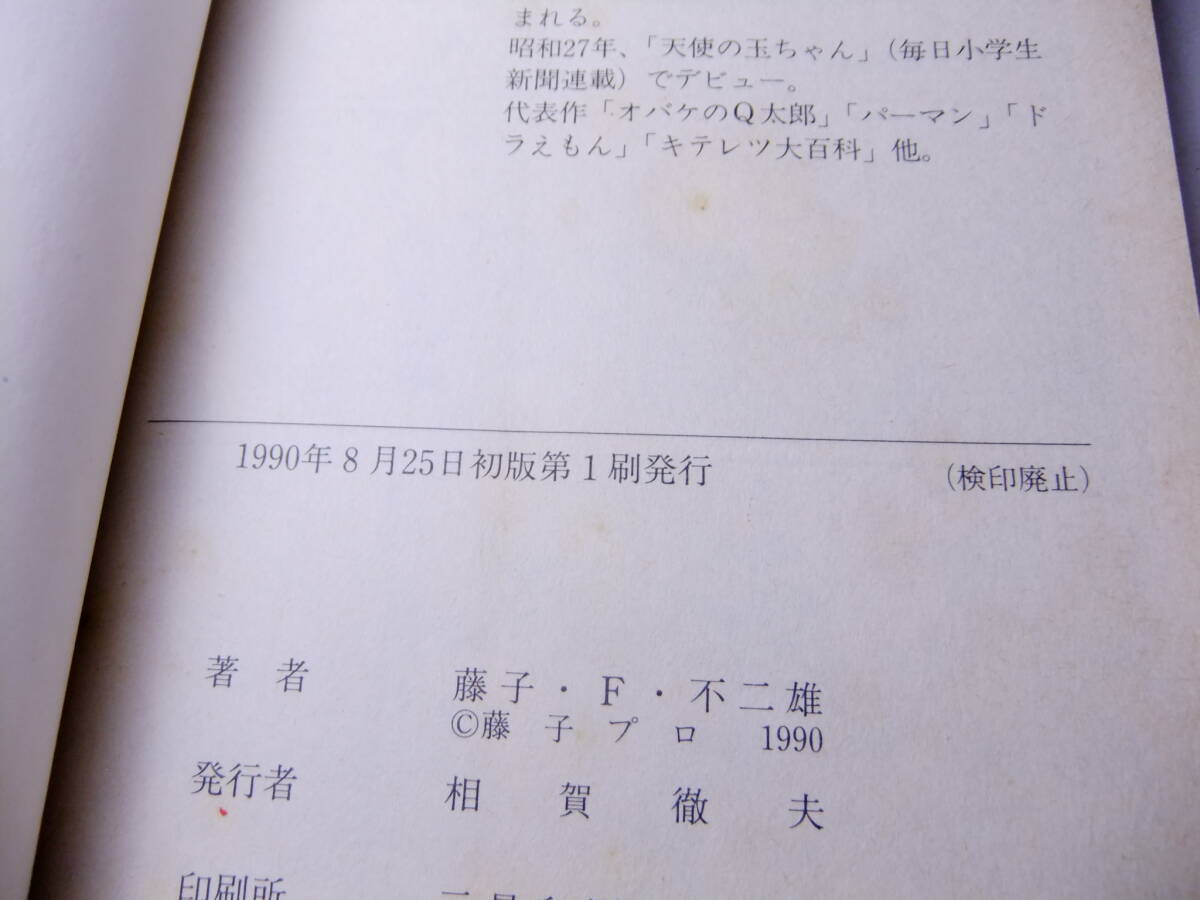 まれる。
昭和27年、「天使の玉ちゃん」(毎日小学生
新聞連載)でデビュー。
代表作「オバケのQ太郎」「パーマン」「ド
ラえもん」「キテレツ大百科」他。
1990年8月25日初版第1刷発行 (検印廃止)
著者 藤子・F・不二雄
©藤子プロ 1990
発行者 相賀徹夫
印刷所